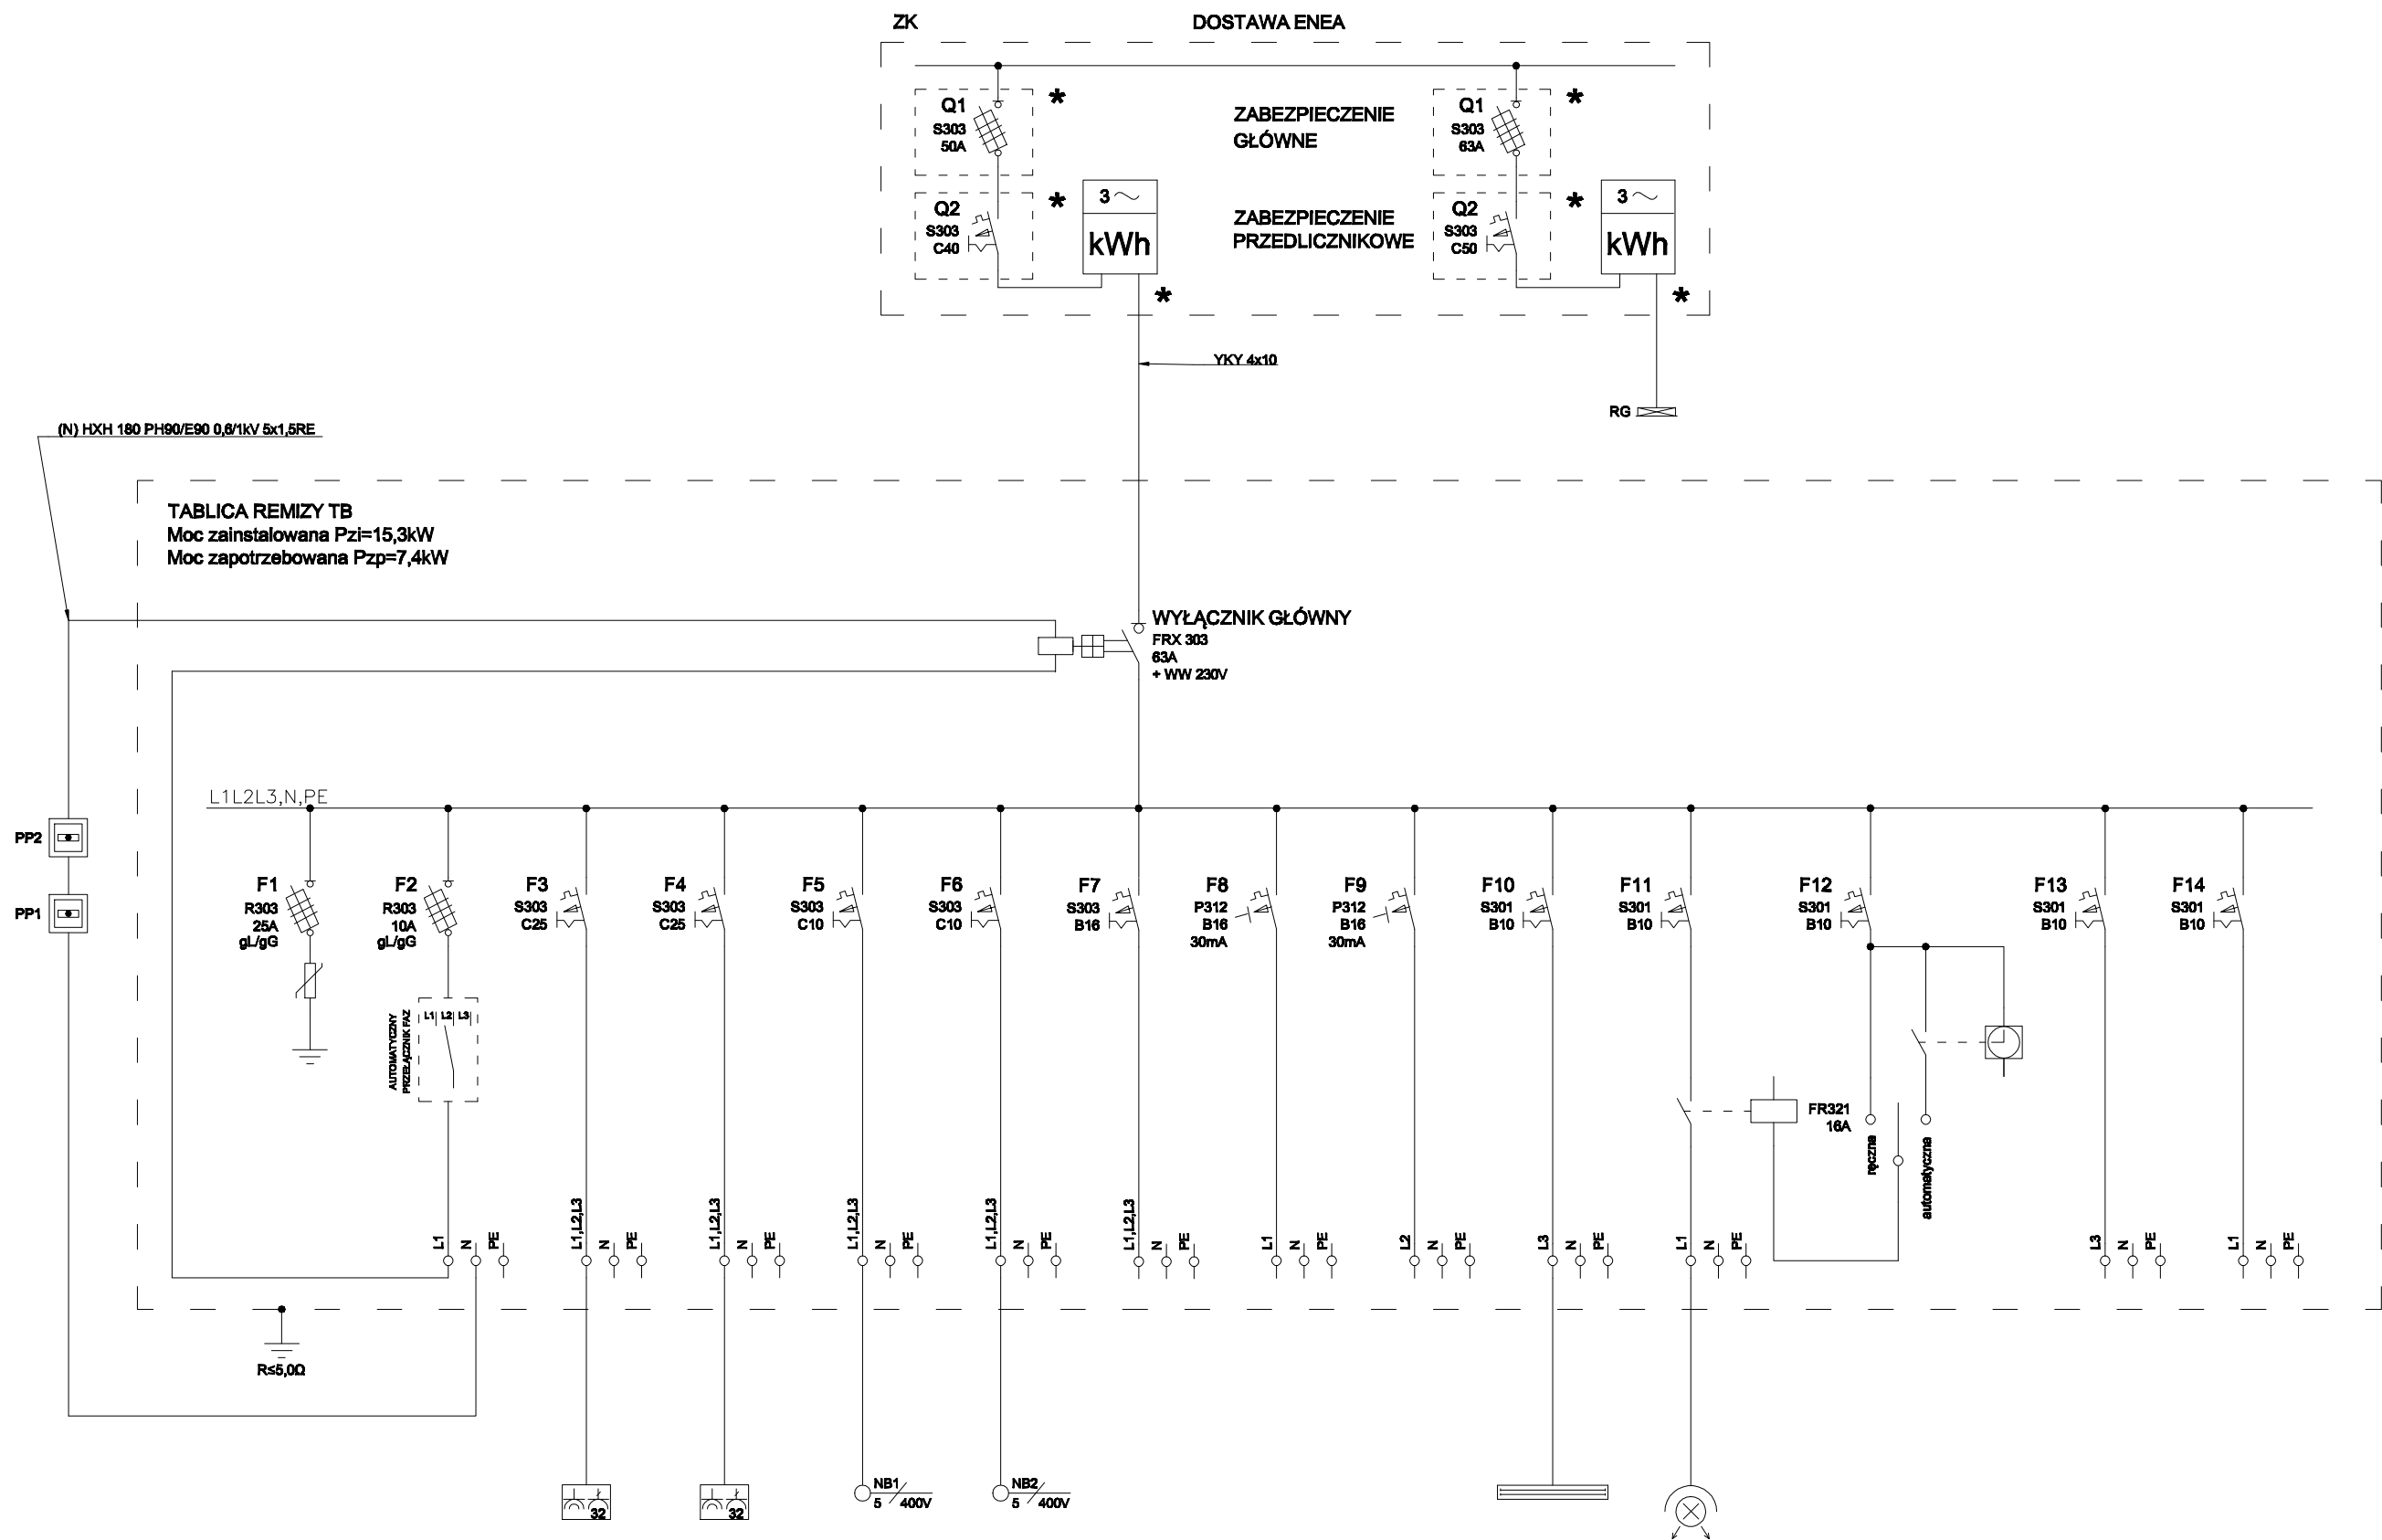 ZK
DOSTAWA ENEA
Q1
S303
50A
*
ZABEZPIECZENIE
GŁÓWNE
Q1
S303
63A
*
Q2
S303
C40
*
3 ~
kWh
*
ZABEZPIECZENIE
PRZEDLICZNIKOWE
Q2
S303
C50
*
3 ~
kWh
*
YKY 4x10
RG
(N) HXH 180 PH90/E90 0,6/1kV 5x1,5RE
TABLICA REMIZY TB
Moc zainstalowana Pzi=15,3kW
Moc zapotrzebowana Pzp=7,4kW
WYŁĄCZNIK GŁÓWNY
FRX 303
63A
+ WW 230V
L1L2L3,N,PE
PP2
PP1
F1
R303
25A
gL/gG
F2
R303
10A
gL/gG
F3
S303
C25
F4
S303
C25
F5
S303
C10
F6
S303
C10
F7
S303
B16
F8
P312
B16
30mA
F9
P312
B16
30mA
F10
S301
B10
F11
S301
B10
F12
S301
B10
F13
S301
B10
F14
S301
B10
AUTOMATYCZNY
PRZEŁĄCZNIK FAZ
L1 L2 L3
FR321
16A
ręczna
automatyczna
L1 N PE
L1,L2,L3 N PE
L1,L2,L3 N PE
L1,L2,L3 N PE
L1,L2,L3 N PE
L1,L2,L3 N PE
L1 N PE
L2 N PE
L3 N PE
L1 N PE
L3 N PE
L1 N PE
R≤5,0Ω
32
32
NB1
5 / 400V
NB2
5 / 400V